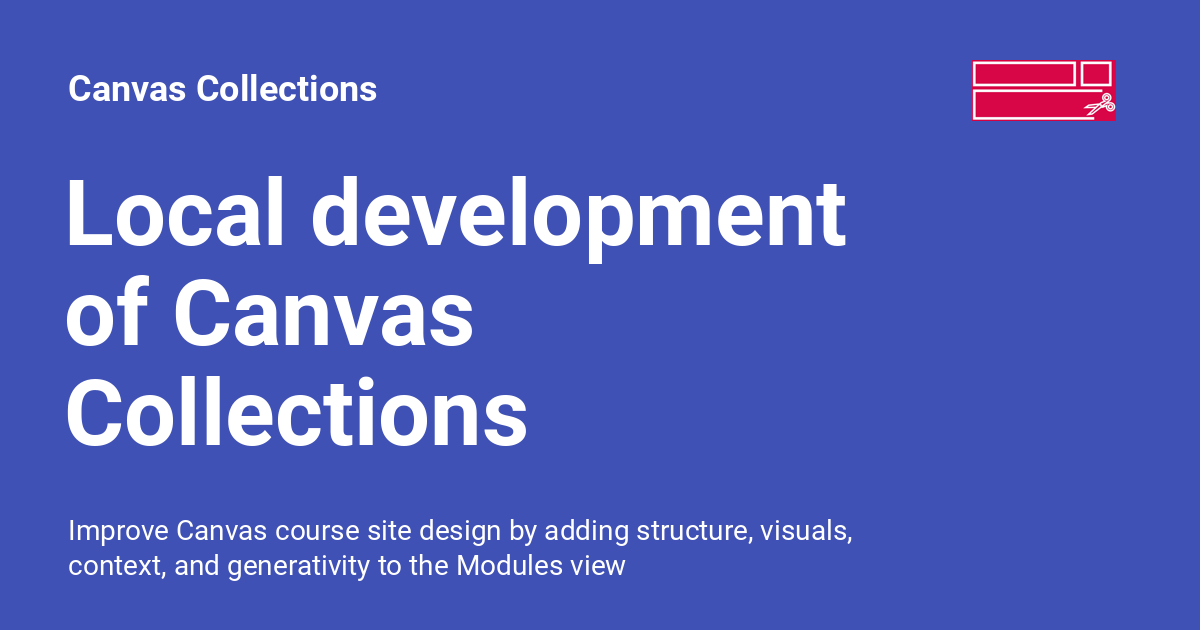 Canvas Collections
Local development
of Canvas
Collections
Improve Canvas course site design by adding structure, visuals,
context, and generativity to the Modules view